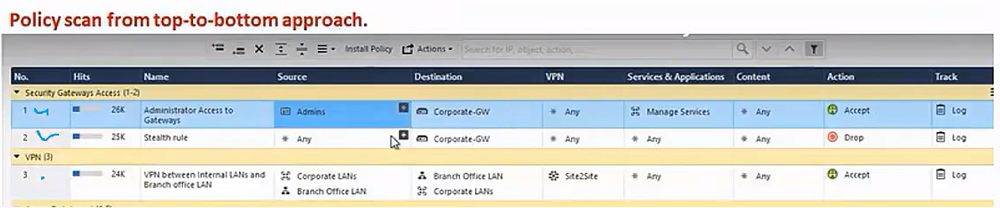 Policy scan from top-to-bottom approach.
Install Policy Actions Search for IP, object, action, ...
No. Hits Name Source Destination VPN Services & Applications Content Action Track
Security Gateways Access (1-2)
1 26K Administrator Access to Gateways Admins Corporate-GW Any Manage Services Any Accept Log
2 25K Stealth rule Any Corporate-GW Any Any Any Drop Log
VPN (3)
3 24K VPN between Internal LANs and Corporate LANs Branch Office LAN Site2Site Any Any Accept Log
Branch office LAN Branch Office LAN Corporate LANs